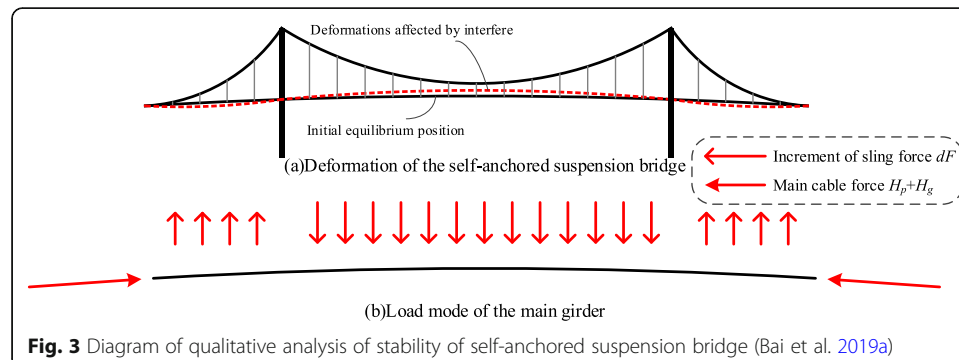 Deformations affected by interfere
Initial equilibrium position
(a)Deformation of the self-anchored suspension bridge
Increment of sling force dF
Main cable force Hp+Hg
(b)Load mode of the main girder
Fig. 3 Diagram of qualitative analysis of stability of self-anchored suspension bridge (Bai et al. 2019a)